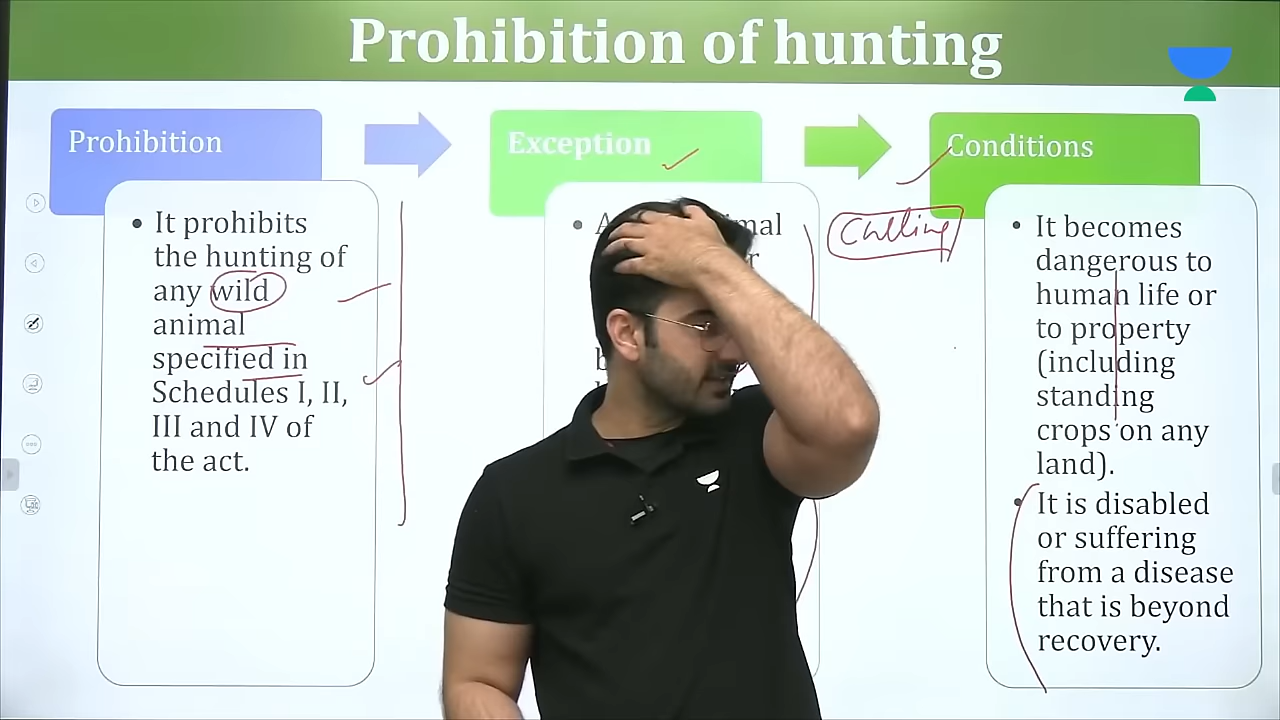 Prohibition of hunting
Prohibition
Exception
Conditions
• It prohibits
the hunting of
any wild
animal
specified in
Schedules I, II,
III and IV of
the act.
Culling
• It becomes
dangerous to
human life or
to property
(including
standing
crops on any
land).
• It is disabled
or suffering
from a disease
that is beyond
recovery.